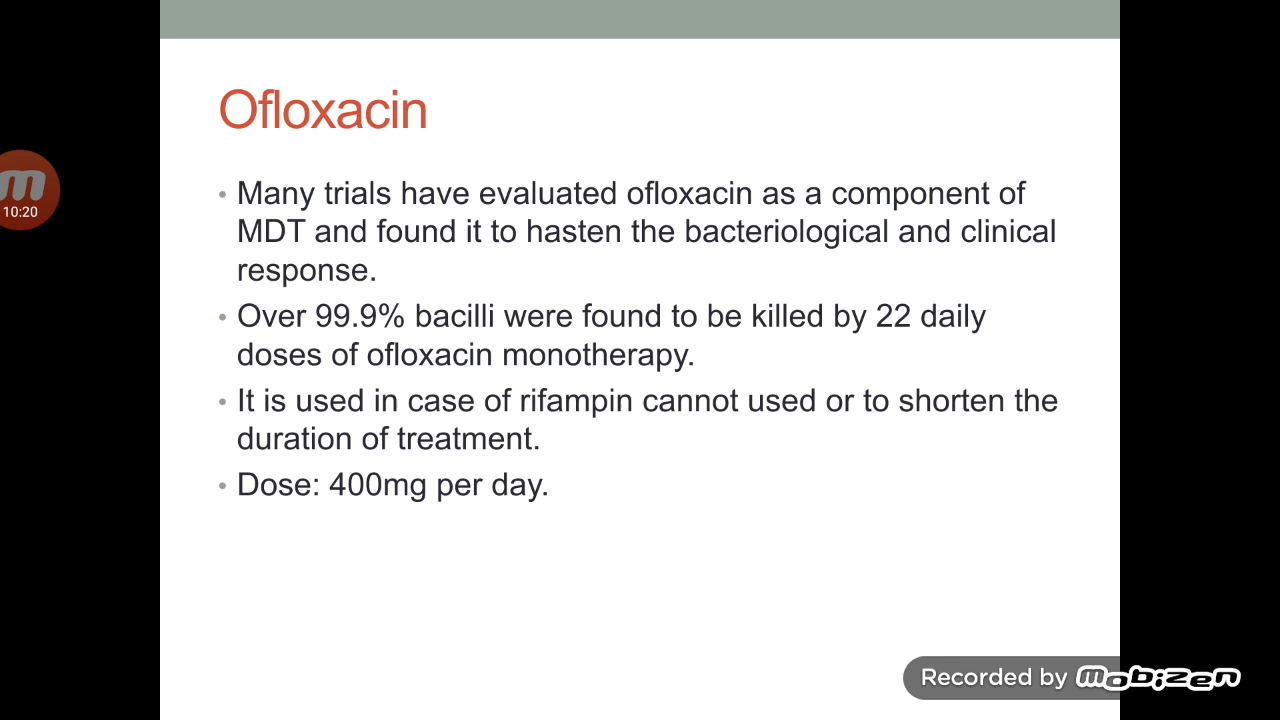 Ofloxacin
• Many trials have evaluated ofloxacin as a component of
MDT and found it to hasten the bacteriological and clinical
response.
• Over 99.9% bacilli were found to be killed by 22 daily
doses of ofloxacin monotherapy.
• It is used in case of rifampin cannot used or to shorten the
duration of treatment.
• Dose: 400mg per day.
m
10:20
Recorded by mobizen